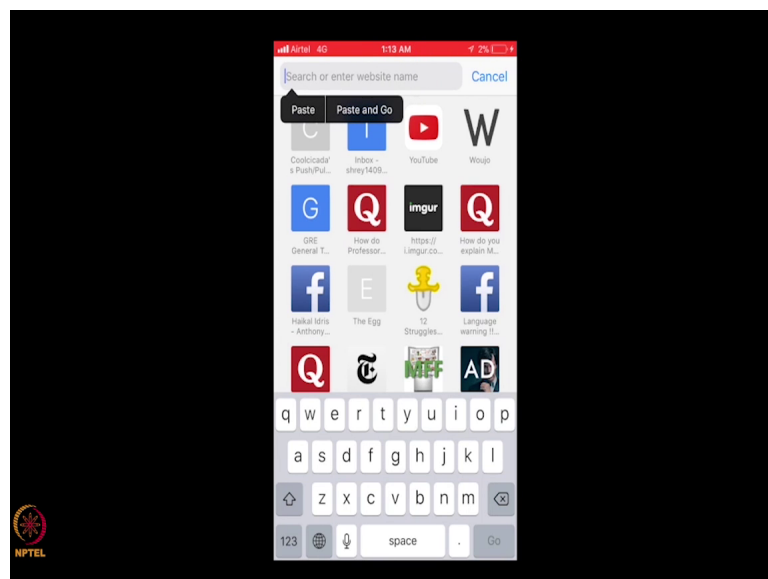 Airtel 4G 1:13 AM 2%
Search or enter website name Cancel
Paste Paste and Go
C I W
Coolcicada' Inbox - YouTube Woujo
s Push/Pul... shrey1409...
G Q imgur Q
GRE How do https:// How do you
General T... Professor... i.imgur.co... explain M...
f E f
Haikal Idris The Egg 12 Language
- Anthony... Struggles... warning !!...
Q T MFF AD
q w e r t y u i o p
a s d f g h j k l
z x c v b n m
123 space . Go
NPTEL